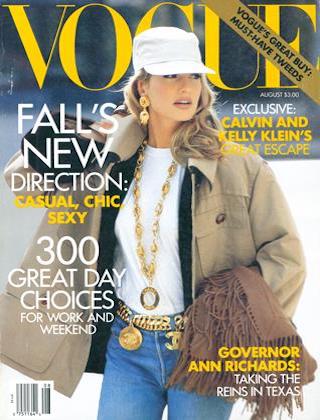 VOGUE
VOGUE'S GREAT BUY:
MUST-HAVE TWEEDS
AUGUST $3.00
FALL'S
NEW
DIRECTION:
CASUAL, CHIC,
SEXY
EXCLUSIVE:
CALVIN AND
KELLY KLEIN'S
GREAT ESCAPE
300
GREAT DAY
CHOICES
FOR WORK AND
WEEKEND
GOVERNOR
ANN RICHARDS:
TAKING THE
REINS IN TEXAS
08